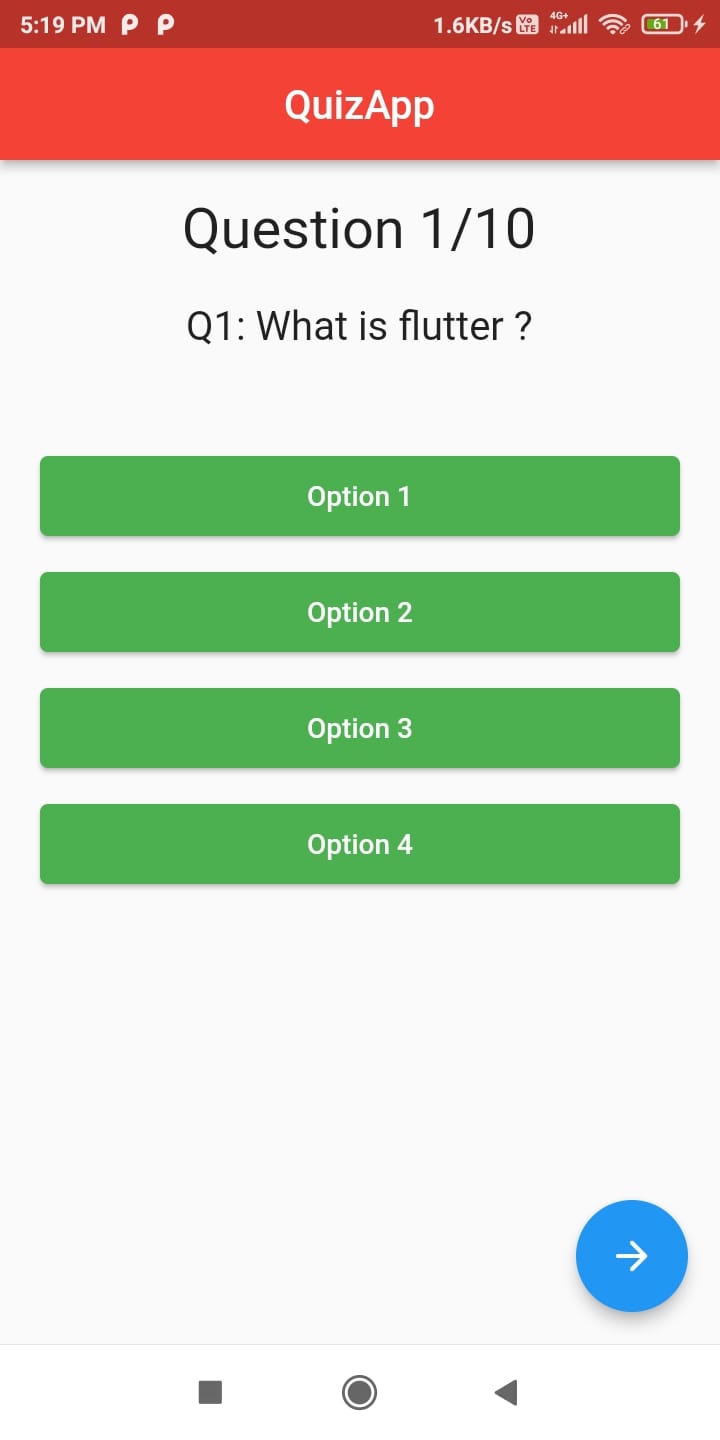 5:19 PM P P 1.6KB/s Vo LTE 4G+ 61
QuizApp
Question 1/10
Q1: What is flutter ?
Option 1
Option 2
Option 3
Option 4